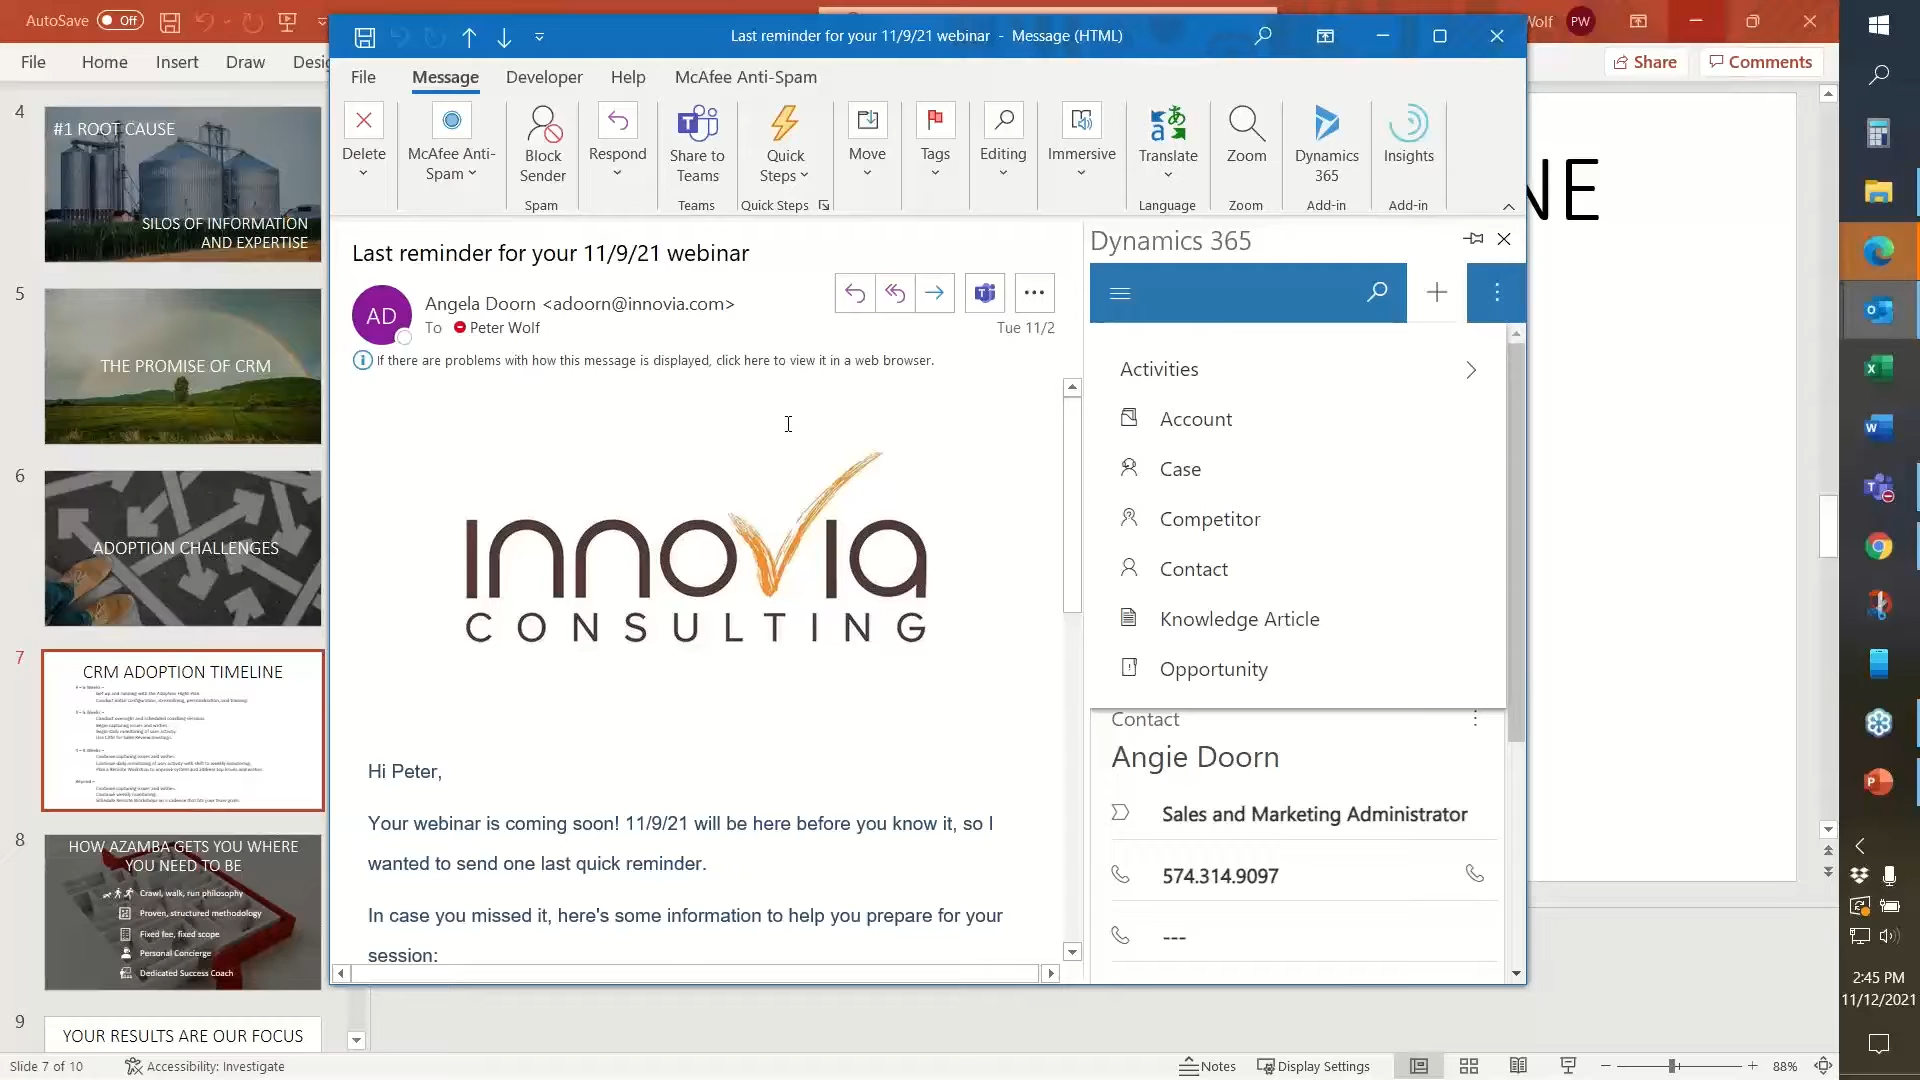 AutoSave Off
Wolf PW
File Home Insert Draw Desi
Share Comments
4
#1 ROOT CAUSE
SILOS OF INFORMATION
AND EXPERTISE
5
THE PROMISE OF CRM
6
ADOPTION CHALLENGES
7
CRM ADOPTION TIMELINE
8
HOW AZAMBA GETS YOU WHERE
YOU NEED TO BE
Crawl, walk, run philosophy
Proven, structured methodology
Fixed fee, fixed scope
Personal Concierge
Dedicated Success Coach
9
YOUR RESULTS ARE OUR FOCUS
Last reminder for your 11/9/21 webinar - Message (HTML)
File Message Developer Help McAfee Anti-Spam
Delete
McAfee Anti-
Spam
Block
Sender
Spam
Respond
Share to
Teams
Teams
Quick
Steps
Quick Steps
Move
Tags
Editing
Immersive
Translate
Language
Zoom
Zoom
Dynamics
365
Add-in
Insights
Add-in
Last reminder for your 11/9/21 webinar
AD
Angela Doorn <adoorn@innovia.com>
To Peter Wolf
Tue 11/2
If there are problems with how this message is displayed, click here to view it in a web browser.
innovia
CONSULTING
Hi Peter,
Your webinar is coming soon! 11/9/21 will be here before you know it, so I
wanted to send one last quick reminder.
In case you missed it, here's some information to help you prepare for your
session:
Dynamics 365
Activities
Account
Case
Competitor
Contact
Knowledge Article
Opportunity
Contact
Angie Doorn
Sales and Marketing Administrator
574.314.9097
---
NE
2:45 PM
11/12/2021
Slide 7 of 10
Accessibility: Investigate
Notes
Display Settings
88%